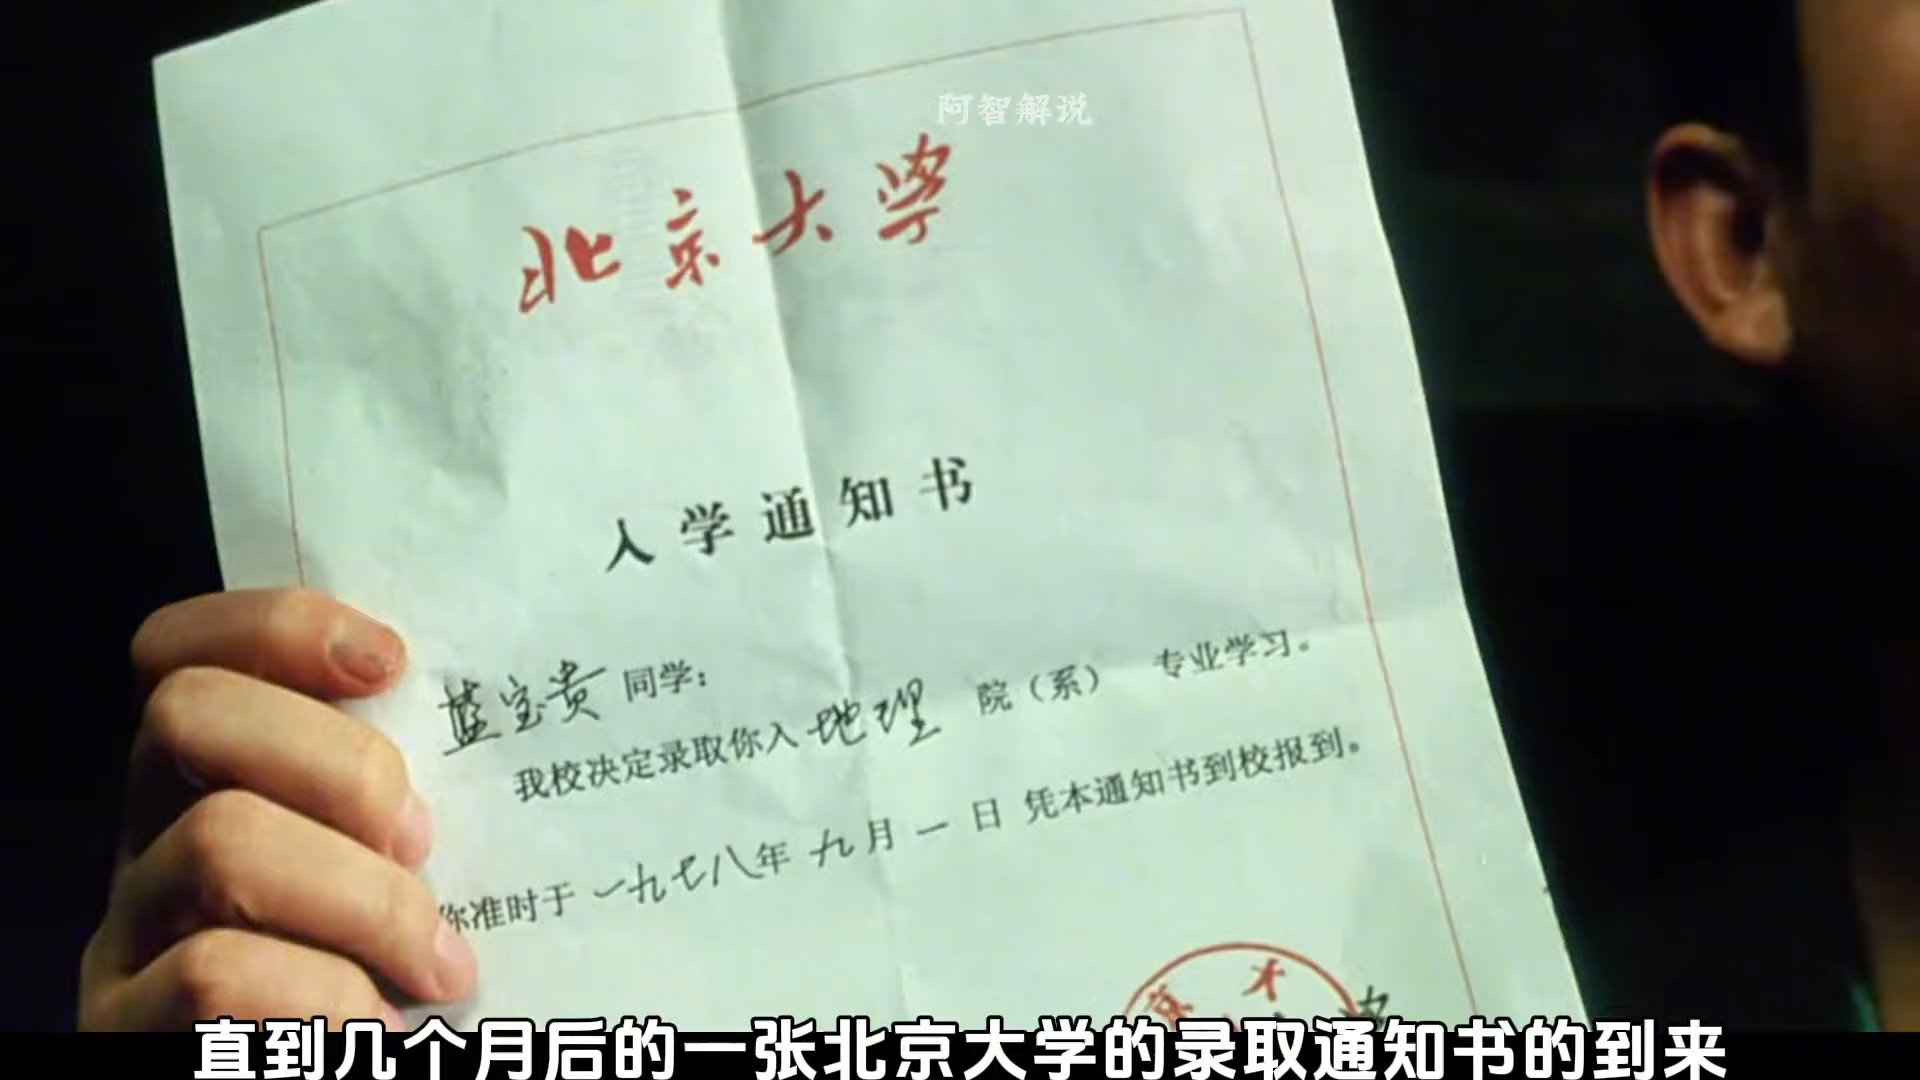 阿智解说
北京大学
入学通知书
蓝宝贵同学：
我校决定录取你入地理 院（系） 专业学习。
你准时于一九七八年九月一日凭本通知书到校报到。
京大
直到几个月后的一张北京大学的录取通知书的到来